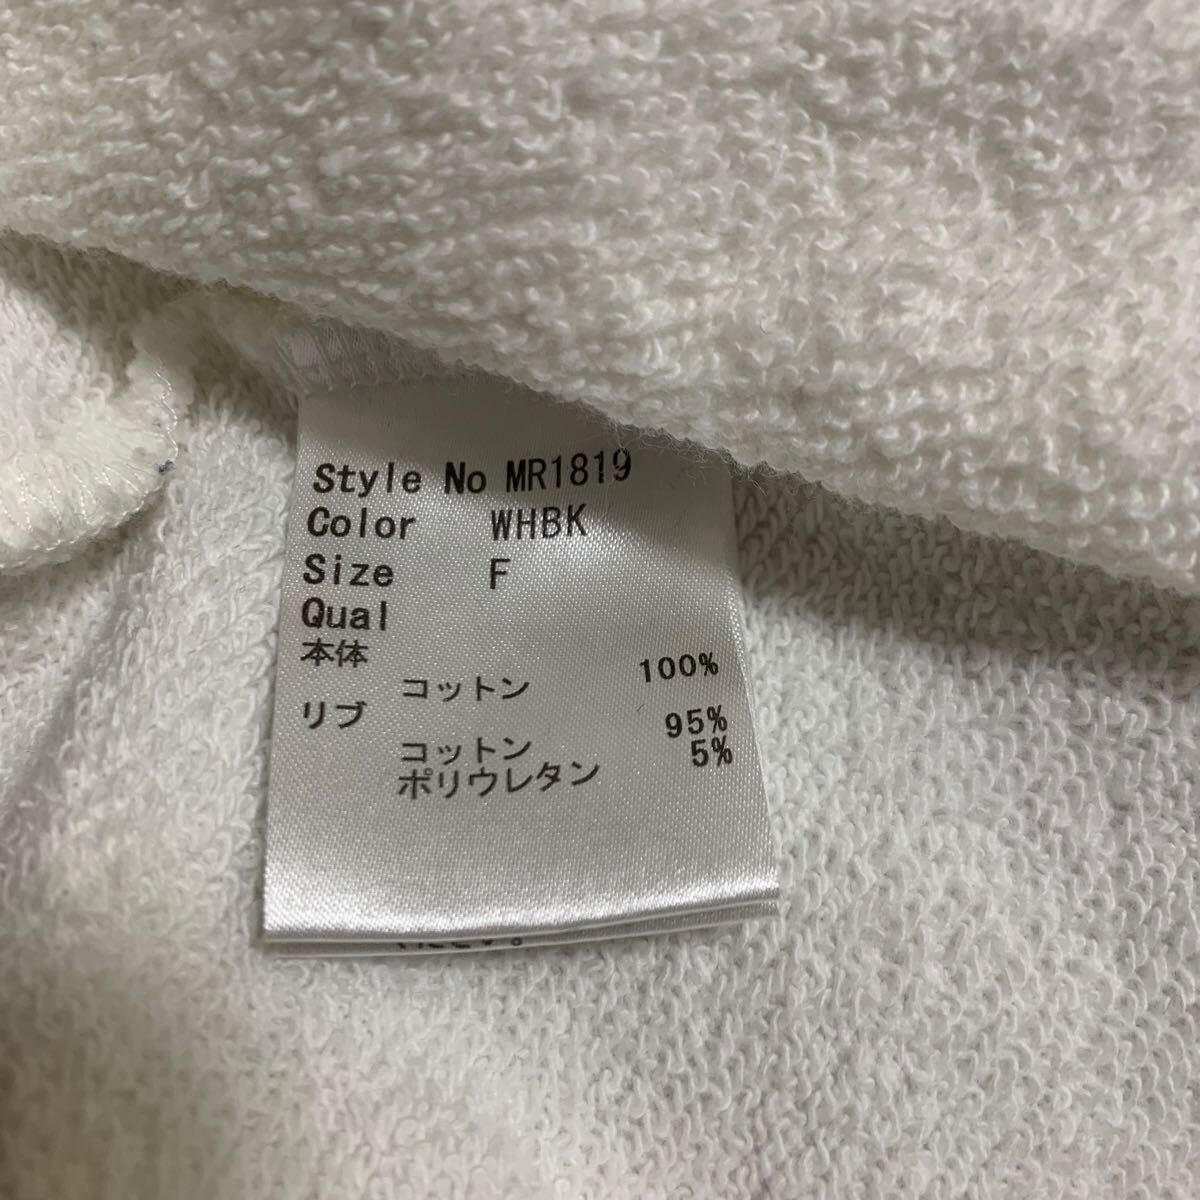 Style No MR1819
Color WHBK
Size F
Qual
本体
コットン 100%
リブ
コットン 95%
ポリウレタン 5%